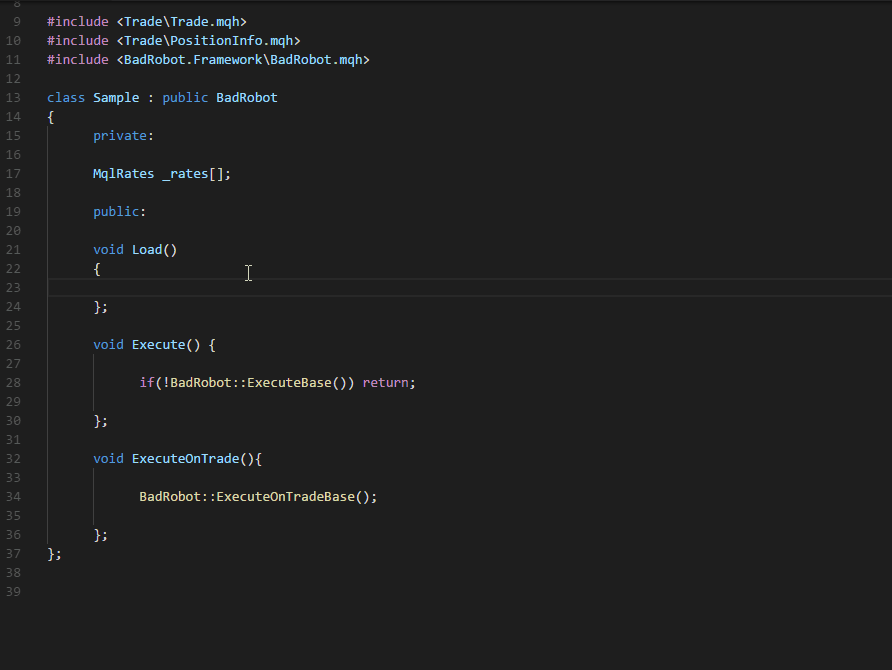 8
9 #include <Trade\Trade.mqh>
10 #include <Trade\PositionInfo.mqh>
11 #include <BadRobot.Framework\BadRobot.mqh>
12
13 class Sample : public BadRobot
14 {
15 private:
16
17 MqlRates _rates[];
18
19 public:
20
21 void Load()
22 {
23
24 };
25
26 void Execute() {
27
28 if(!BadRobot::ExecuteBase()) return;
29
30 };
31
32 void ExecuteOnTrade(){
33
34 BadRobot::ExecuteOnTradeBase();
35
36 };
37 };
38
39